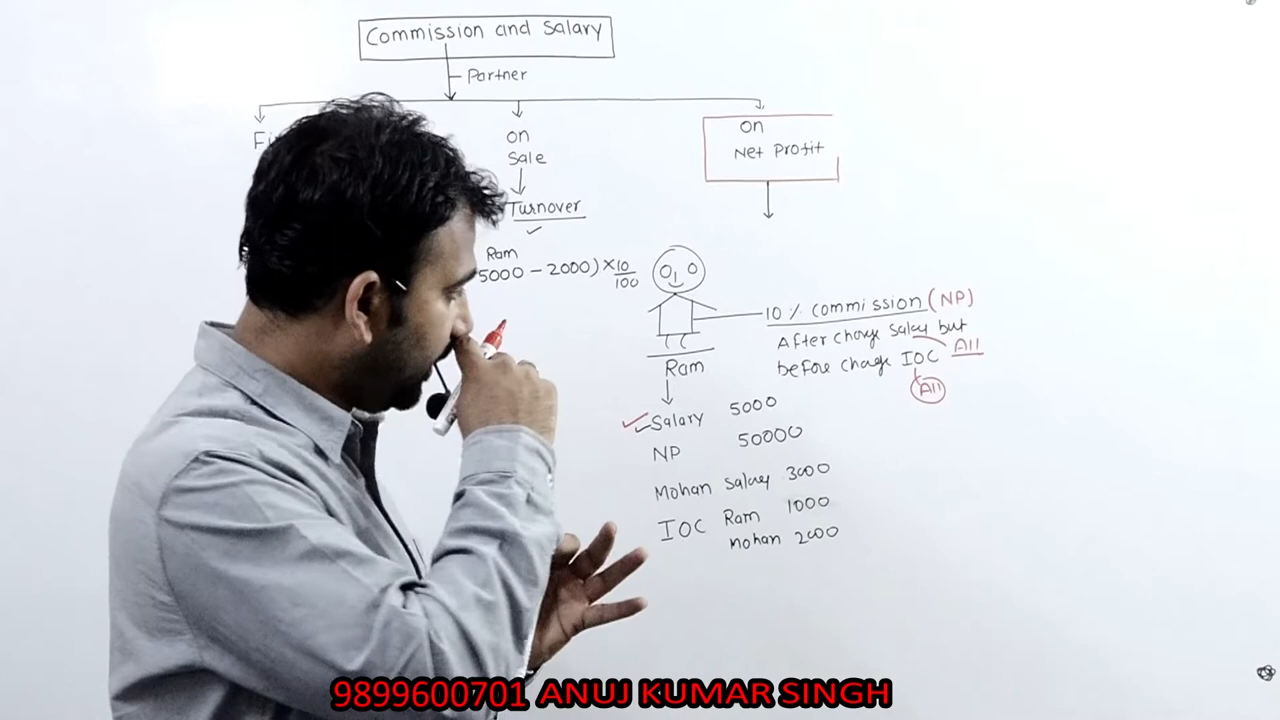 Commission and Salary
Partner
on
Sale
on
Net Profit
Turnover
Ram
5000 - 2000) × 10/100
10 % commission (NP)
After charge Salary but
All
before charge IOC
All
Ram
Salary 5000
NP 50000
Mohan Salary 3000
IOC Ram 1000
Mohan 2000
9899600701 ANUJ KUMAR SINGH